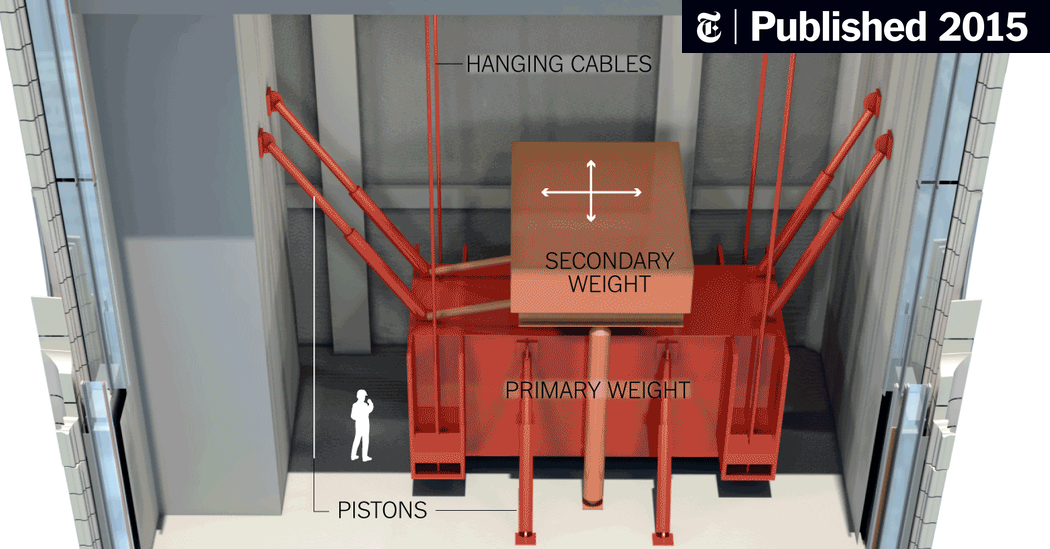 T | Published 2015
HANGING CABLES
SECONDARY
WEIGHT
PRIMARY WEIGHT
PISTONS